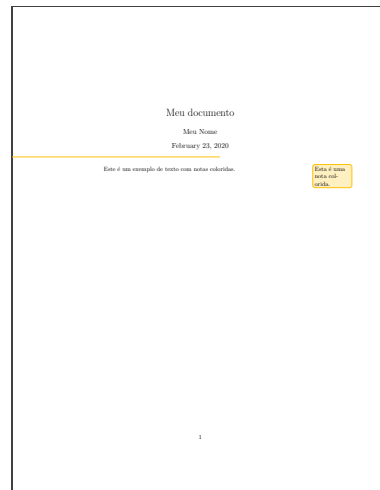 Meu documento
Meu Nome
February 23, 2020
Este é um exemplo de texto com notas coloridas.
Esta é uma
nota col-
orida.
1